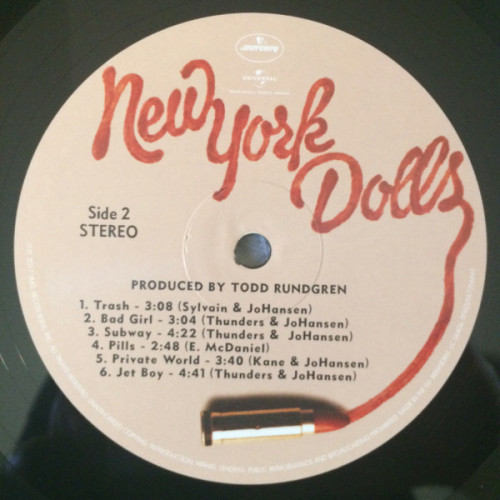 mercury
UNIVERSAL
New York
Dolls
Side 2
STEREO
PRODUCED BY TODD RUNDGREN
1. Trash - 3:08 (Sylvain & JoHansen)
2. Bad Girl - 3:04 (Thunders & JoHansen)
3. Subway - 4:22 (Thunders & JoHansen)
4. Pills - 2:48 (E. McDaniel)
5. Private World - 3:40 (Kane & JoHansen)
6. Jet Boy - 4:41 (Thunders & JoHansen)